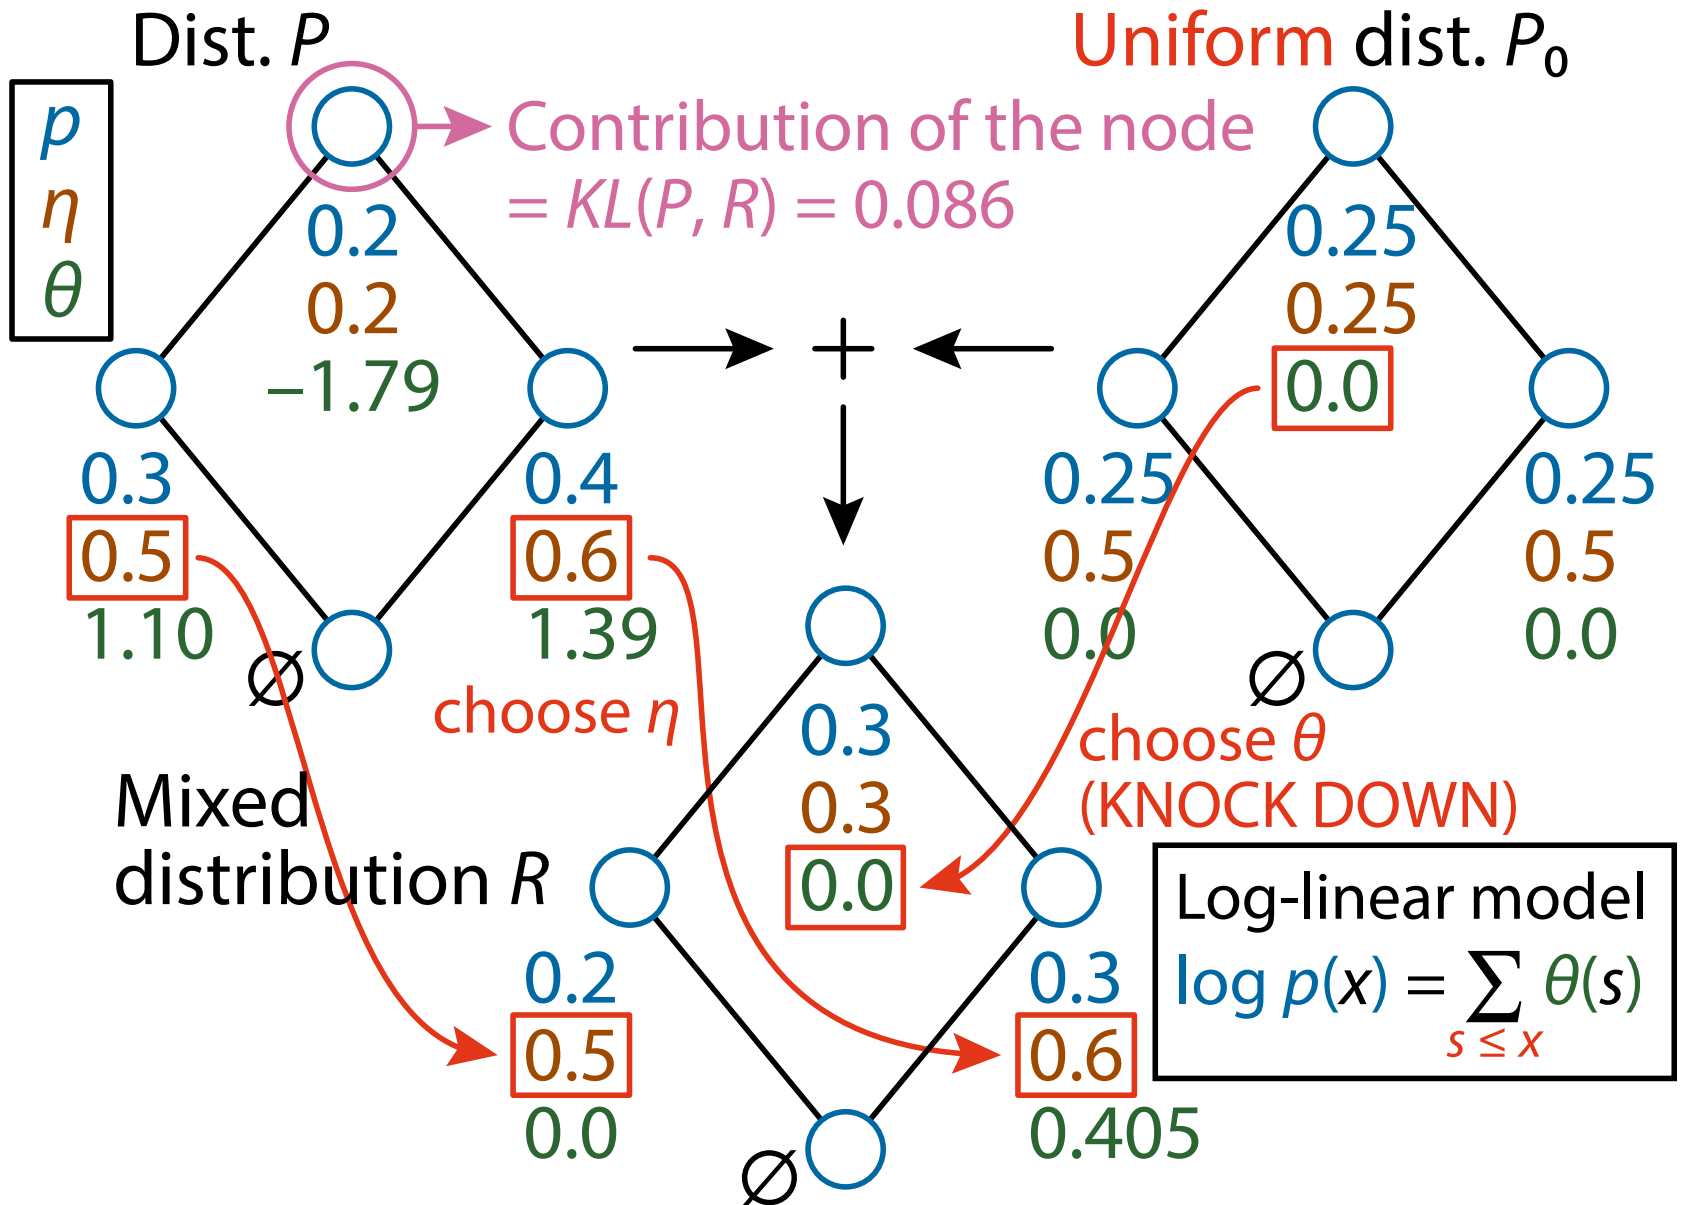 Dist. P
Uniform dist. P₀
p
η
θ
Contribution of the node
= KL(P, R) = 0.086
0.2
0.2
–1.79
0.3
0.5
1.10
0.4
0.6
1.39
∅
0.25
0.25
0.0
0.25
0.5
0.0
0.25
0.5
0.0
∅
+
choose η
choose θ
(KNOCK DOWN)
Mixed
distribution R
0.3
0.3
0.0
0.2
0.5
0.0
0.3
0.6
0.405
∅
Log-linear model
log p(x) = ∑ θ(s)
s ≤ x